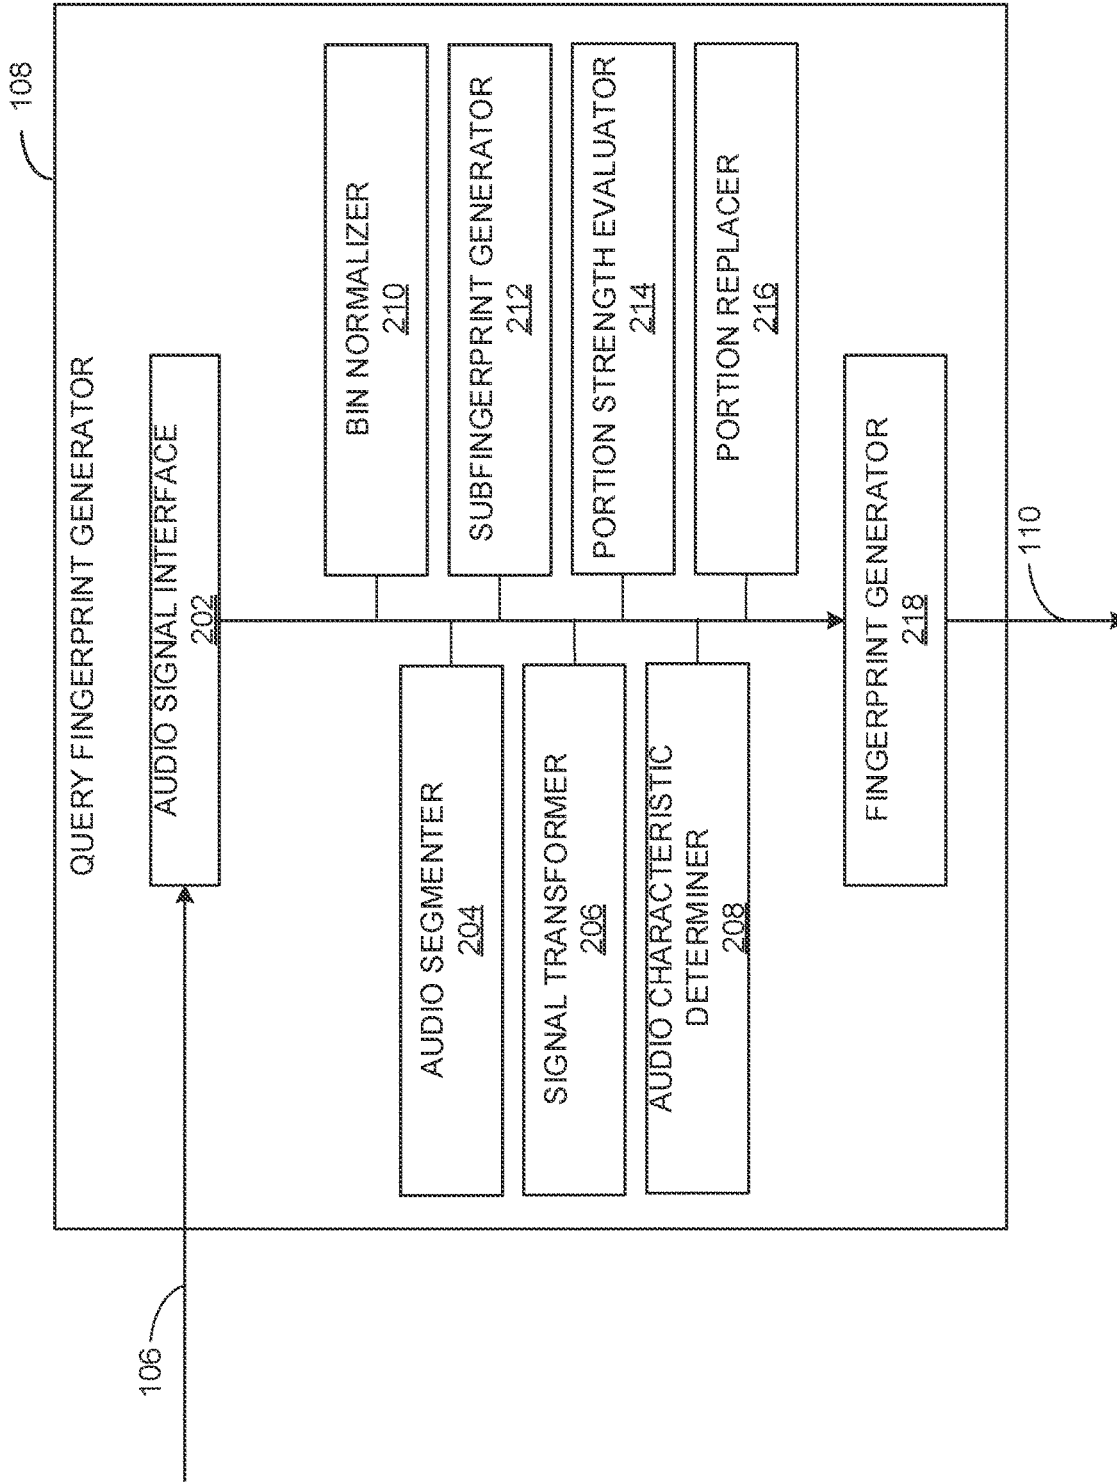 108
QUERY FINGERPRINT GENERATOR
106
AUDIO SIGNAL INTERFACE
202
AUDIO SEGMENTER
204
SIGNAL TRANSFORMER
206
AUDIO CHARACTERISTIC
DETERMINER
208
BIN NORMALIZER
210
SUBFINGERPRINT GENERATOR
212
PORTION STRENGTH EVALUATOR
214
PORTION REPLACER
216
FINGERPRINT GENERATOR
218
110